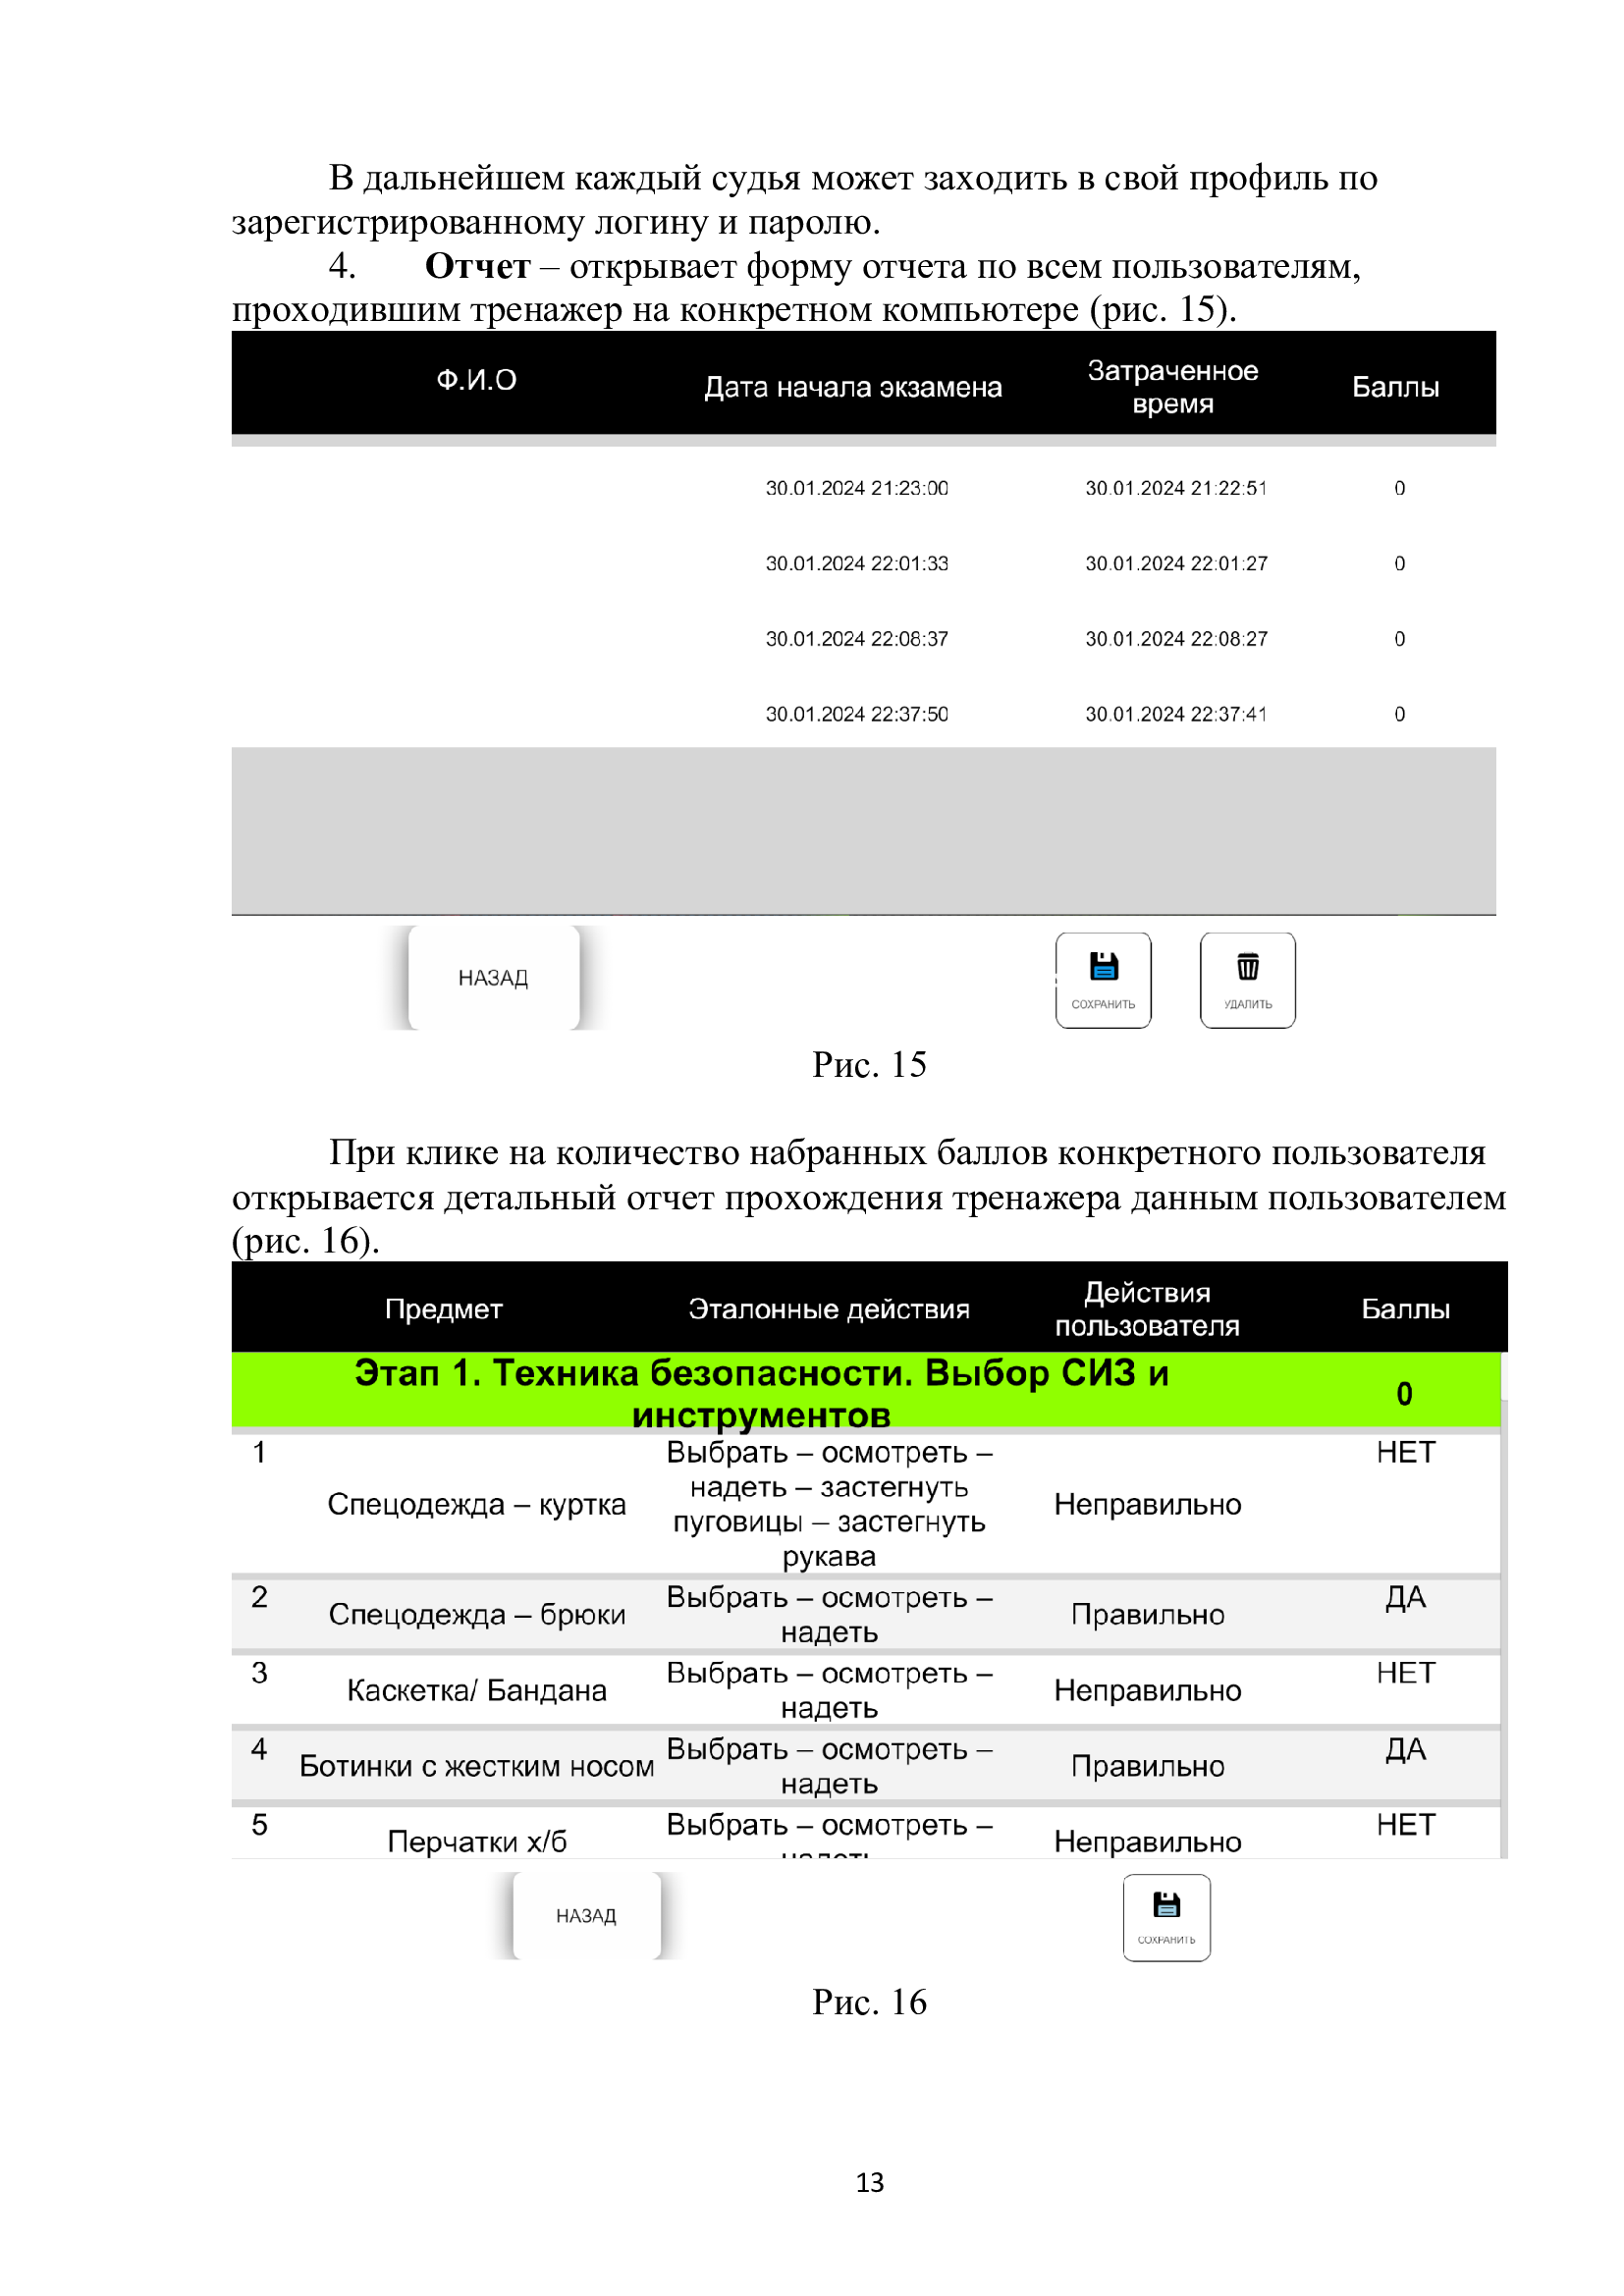 В дальнейшем каждый судья может заходить в свой профиль по
зарегистрированному логину и паролю.
4. Отчет – открывает форму отчета по всем пользователям,
проходившим тренажер на конкретном компьютере (рис. 15).
Ф.И.О Дата начала экзамена Затраченное время Баллы
30.01.2024 21:23:00 30.01.2024 21:22:51 0
30.01.2024 22:01:33 30.01.2024 22:01:27 0
30.01.2024 22:08:37 30.01.2024 22:08:27 0
30.01.2024 22:37:50 30.01.2024 22:37:41 0
НАЗАД СОХРАНИТЬ УДАЛИТЬ
Рис. 15
При клике на количество набранных баллов конкретного пользователя
открывается детальный отчет прохождения тренажера данным пользователем
(рис. 16).
Предмет Эталонные действия Действия пользователя Баллы
Этап 1. Техника безопасности. Выбор СИЗ и
инструментов 0
1 Спецодежда – куртка Выбрать – осмотреть –
надеть – застегнуть
пуговицы – застегнуть
рукава Неправильно НЕТ
2 Спецодежда – брюки Выбрать – осмотреть –
надеть Правильно ДА
3 Каскетка/ Бандана Выбрать – осмотреть –
надеть Неправильно НЕТ
4 Ботинки с жестким носом Выбрать – осмотреть –
надеть Правильно ДА
5 Перчатки х/б Выбрать – осмотреть –
надеть Неправильно НЕТ
НАЗАД СОХРАНИТЬ
Рис. 16
13